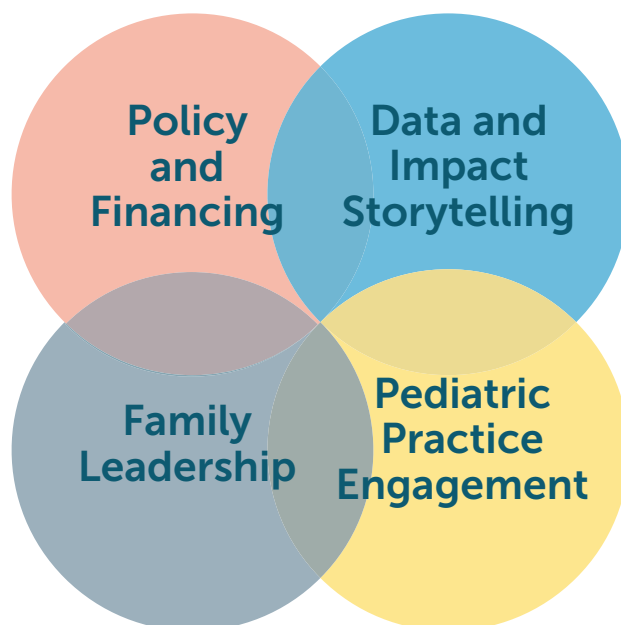 Policy
and
Financing
Data and
Impact
Storytelling
Family
Leadership
Pediatric
Practice
Engagement